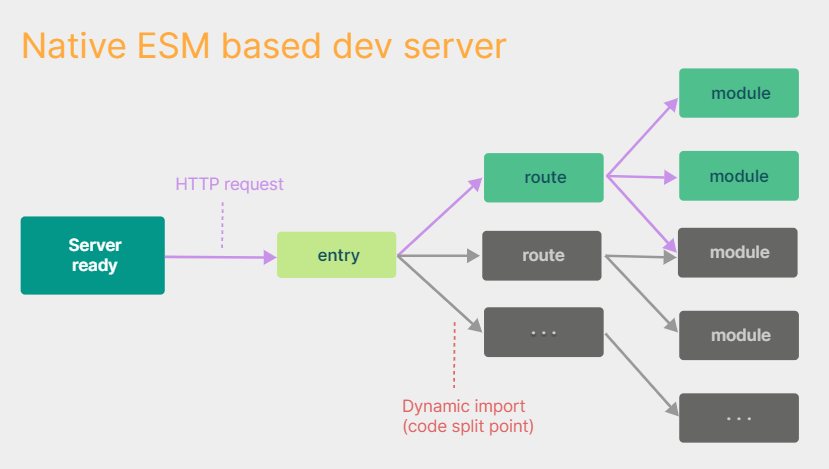 Native ESM based dev server
module
HTTP request
route
module
Server
ready
entry
route
module
...
module
Dynamic import
(code split point)
...